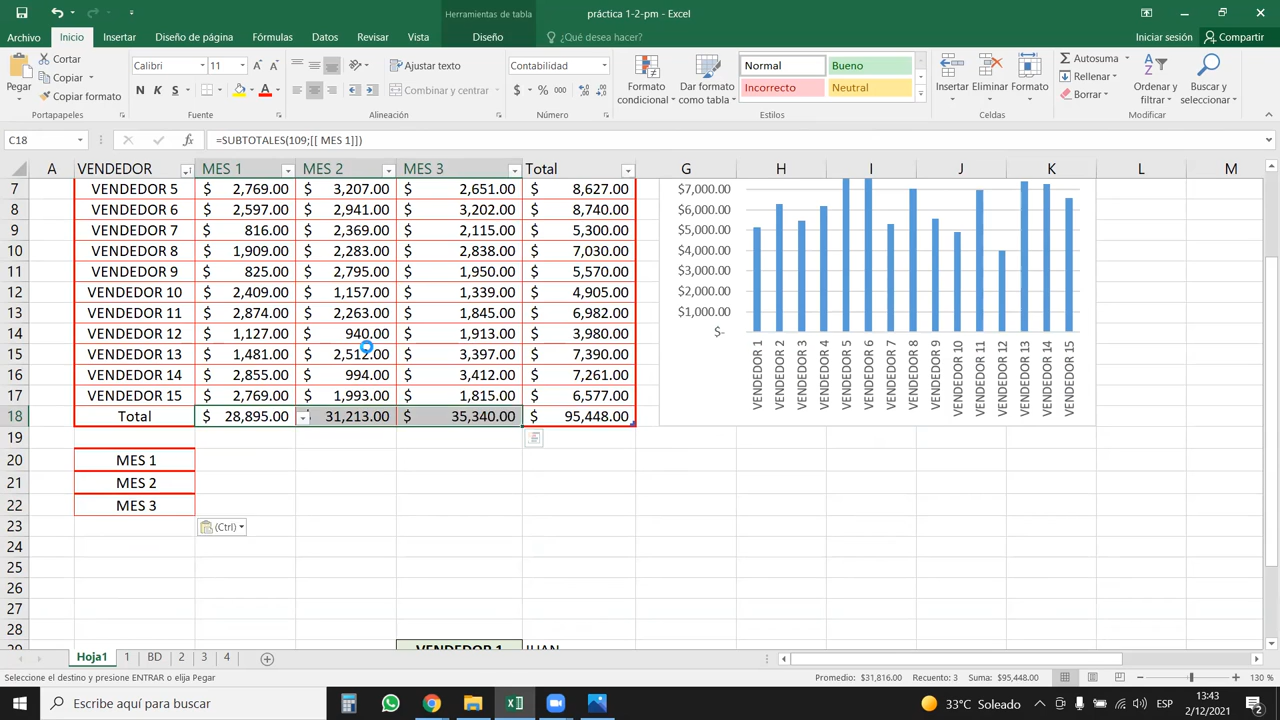 Herramientas de tabla
práctica 1-2-pm - Excel
Archivo Inicio Insertar Diseño de página Fórmulas Datos Revisar Vista Diseño ¿Qué desea hacer? Iniciar sesión Compartir
Pegar
Cortar
Copiar
Copiar formato
Calibri 11
N K S
Ajustar texto
Combinar y centrar
Contabilidad
$ % 000
Formato condicional
Dar formato como tabla
Normal Bueno
Incorrecto Neutral
Insertar Eliminar Formato
Autosuma
Rellenar
Borrar
Ordenar y filtrar
Buscar y seleccionar
Portapapeles Fuente Alineación Número Estilos Celdas Modificar
C18 fx =SUBTOTALES(109;[[ MES 1]])
A VENDEDOR MES 1 MES 2 MES 3 Total G H I J K L M
7 VENDEDOR 5 $ 2,769.00 $ 3,207.00 $ 2,651.00 $ 8,627.00
8 VENDEDOR 6 $ 2,597.00 $ 2,941.00 $ 3,202.00 $ 8,740.00
9 VENDEDOR 7 $ 816.00 $ 2,369.00 $ 2,115.00 $ 5,300.00
10 VENDEDOR 8 $ 1,909.00 $ 2,283.00 $ 2,838.00 $ 7,030.00
11 VENDEDOR 9 $ 825.00 $ 2,795.00 $ 1,950.00 $ 5,570.00
12 VENDEDOR 10 $ 2,409.00 $ 1,157.00 $ 1,339.00 $ 4,905.00
13 VENDEDOR 11 $ 2,874.00 $ 2,263.00 $ 1,845.00 $ 6,982.00
14 VENDEDOR 12 $ 1,127.00 $ 940.00 $ 1,913.00 $ 3,980.00
15 VENDEDOR 13 $ 1,481.00 $ 2,512.00 $ 3,397.00 $ 7,390.00
16 VENDEDOR 14 $ 2,855.00 $ 994.00 $ 3,412.00 $ 7,261.00
17 VENDEDOR 15 $ 2,769.00 $ 1,993.00 $ 1,815.00 $ 6,577.00
18 Total $ 28,895.00 31,213.00 $ 35,340.00 $ 95,448.00
19
20 MES 1
21 MES 2
22 MES 3
23 (Ctrl)
24
25
26
27
28
29 VENDEDOR 1 JUAN
$7,000.00
$6,000.00
$5,000.00
$4,000.00
$3,000.00
$2,000.00
$1,000.00
$-
VENDEDOR 1
VENDEDOR 2
VENDEDOR 3
VENDEDOR 4
VENDEDOR 5
VENDEDOR 6
VENDEDOR 7
VENDEDOR 8
VENDEDOR 9
VENDEDOR 10
VENDEDOR 11
VENDEDOR 12
VENDEDOR 13
VENDEDOR 14
VENDEDOR 15
Hoja1 1 BD 2 3 4
Seleccione el destino y presione ENTRAR o elija Pegar Promedio: $31,816.00 Recuento: 3 Suma: $95,448.00 130 %
Escribe aquí para buscar
33°C Soleado ESP
13:43
2/12/2021
2